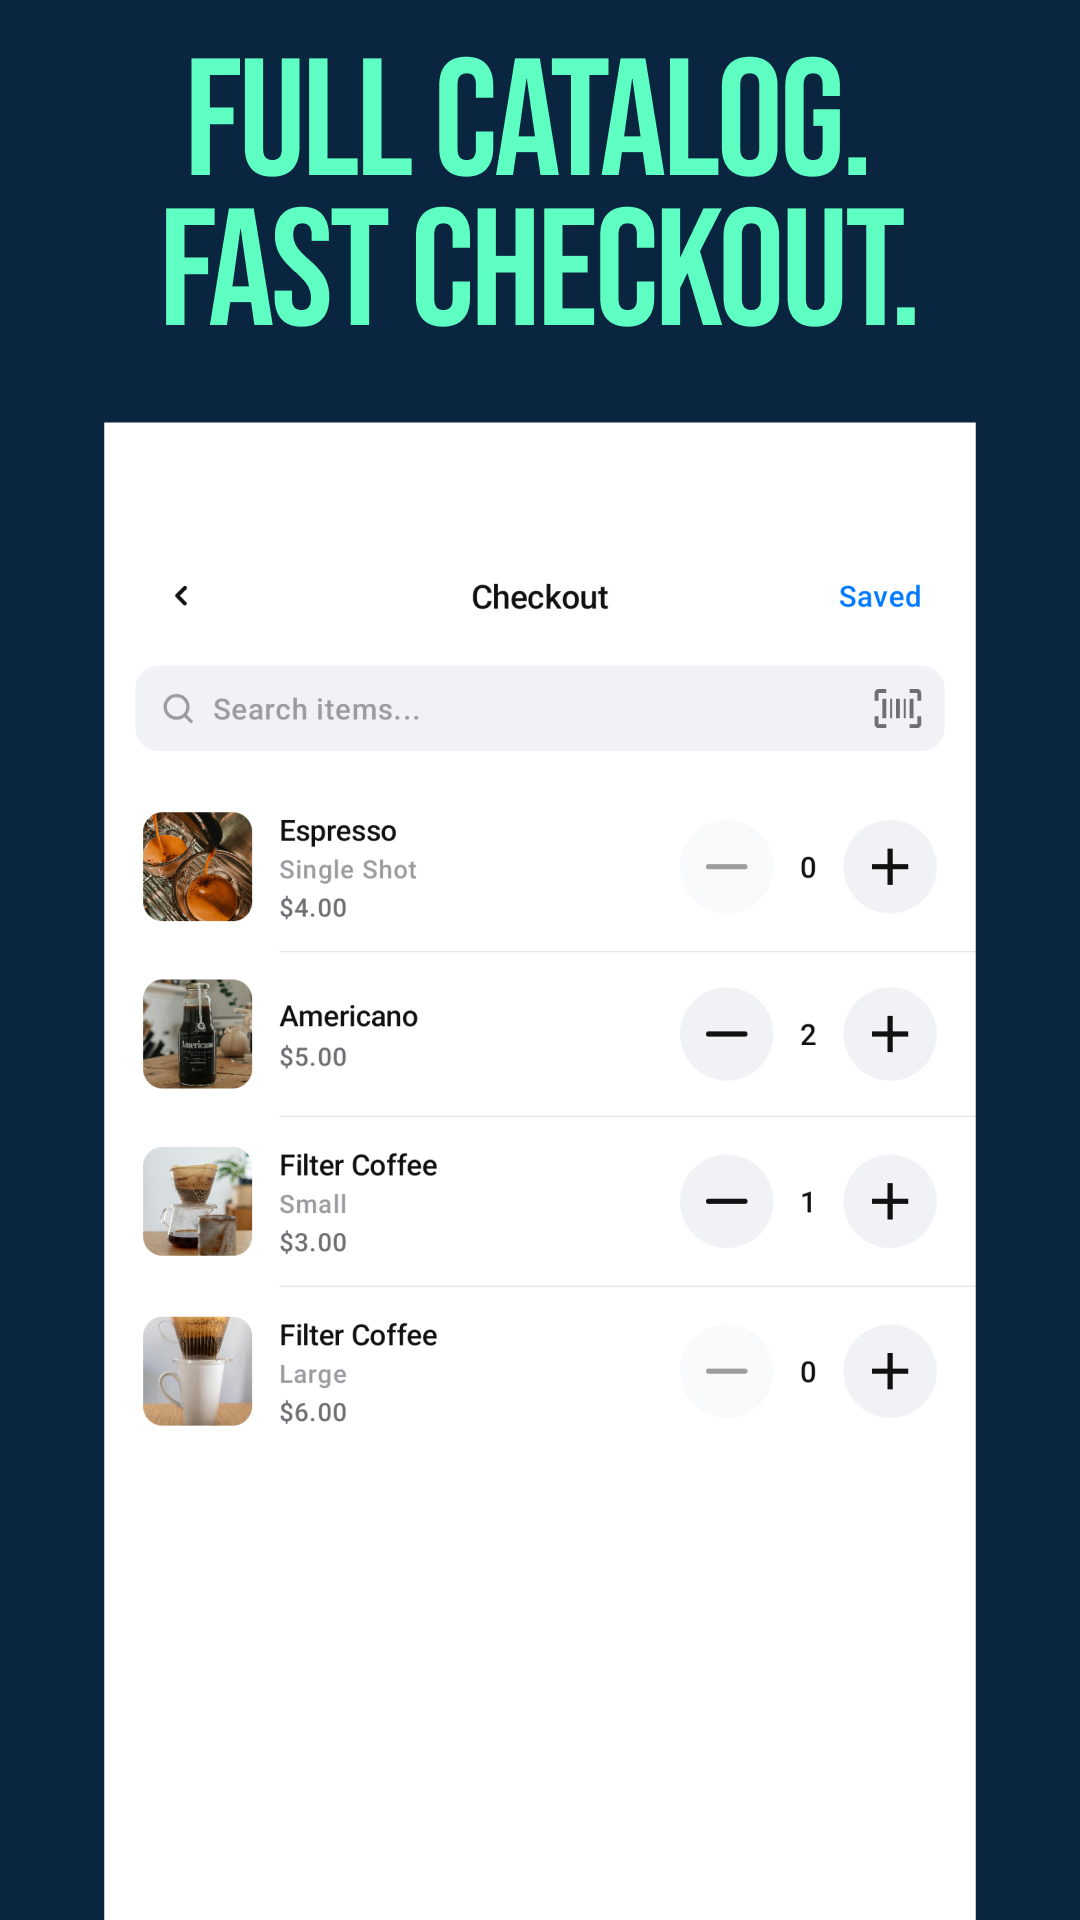 FULL CATALOG.
FAST CHECKOUT.
Checkout
Saved
Search items...
Espresso
Single Shot
$4.00
0
Americano
$5.00
2
Americano
Filter Coffee
Small
$3.00
1
Filter Coffee
Large
$6.00
0